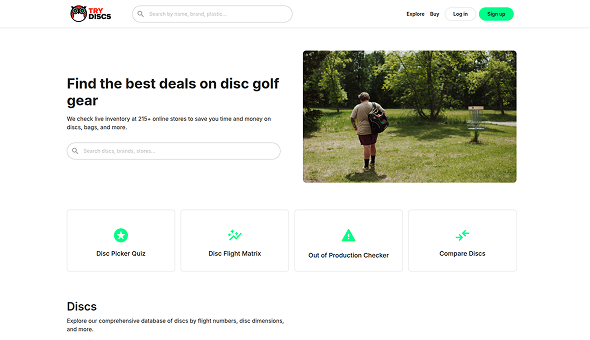 TRY
DISCS
Search by name, brand, plastic...
Explore
Buy
Log in
Sign up
Find the best deals on disc golf
gear
We check live inventory at 215+ online stores to save you time and money on
discs, bags, and more.
Search discs, brands, stores...
Disc Picker Quiz
Disc Flight Matrix
Out of Production Checker
Compare Discs
Discs
Explore our comprehensive database of discs by flight numbers, disc dimensions,
and more.